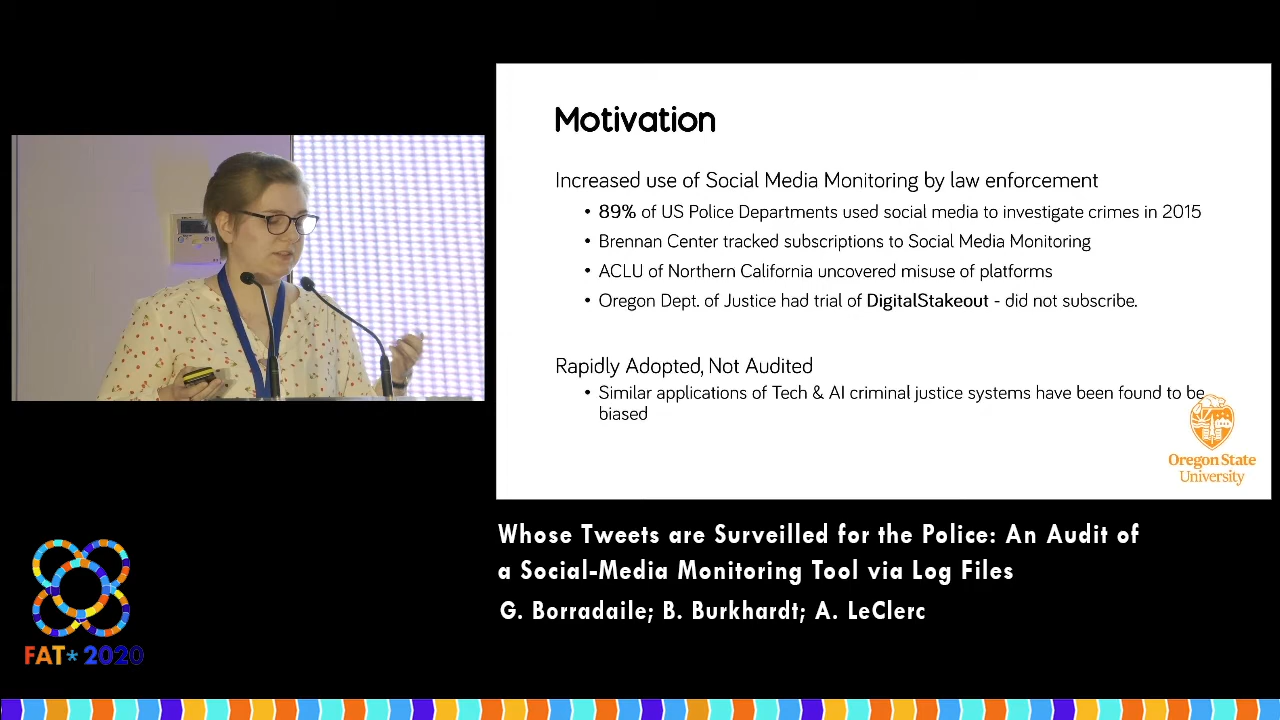 Motivation
Increased use of Social Media Monitoring by law enforcement
• 89% of US Police Departments used social media to investigate crimes in 2015
• Brennan Center tracked subscriptions to Social Media Monitoring
• ACLU of Northern California uncovered misuse of platforms
• Oregon Dept. of Justice had trial of DigitalStakeout - did not subscribe.
Rapidly Adopted, Not Audited
• Similar applications of Tech & AI criminal justice systems have been found to be
biased
Oregon State
University
Whose Tweets are Surveilled for the Police: An Audit of
a Social-Media Monitoring Tool via Log Files
G. Borradaile; B. Burkhardt; A. LeClerc
FAT* 2020